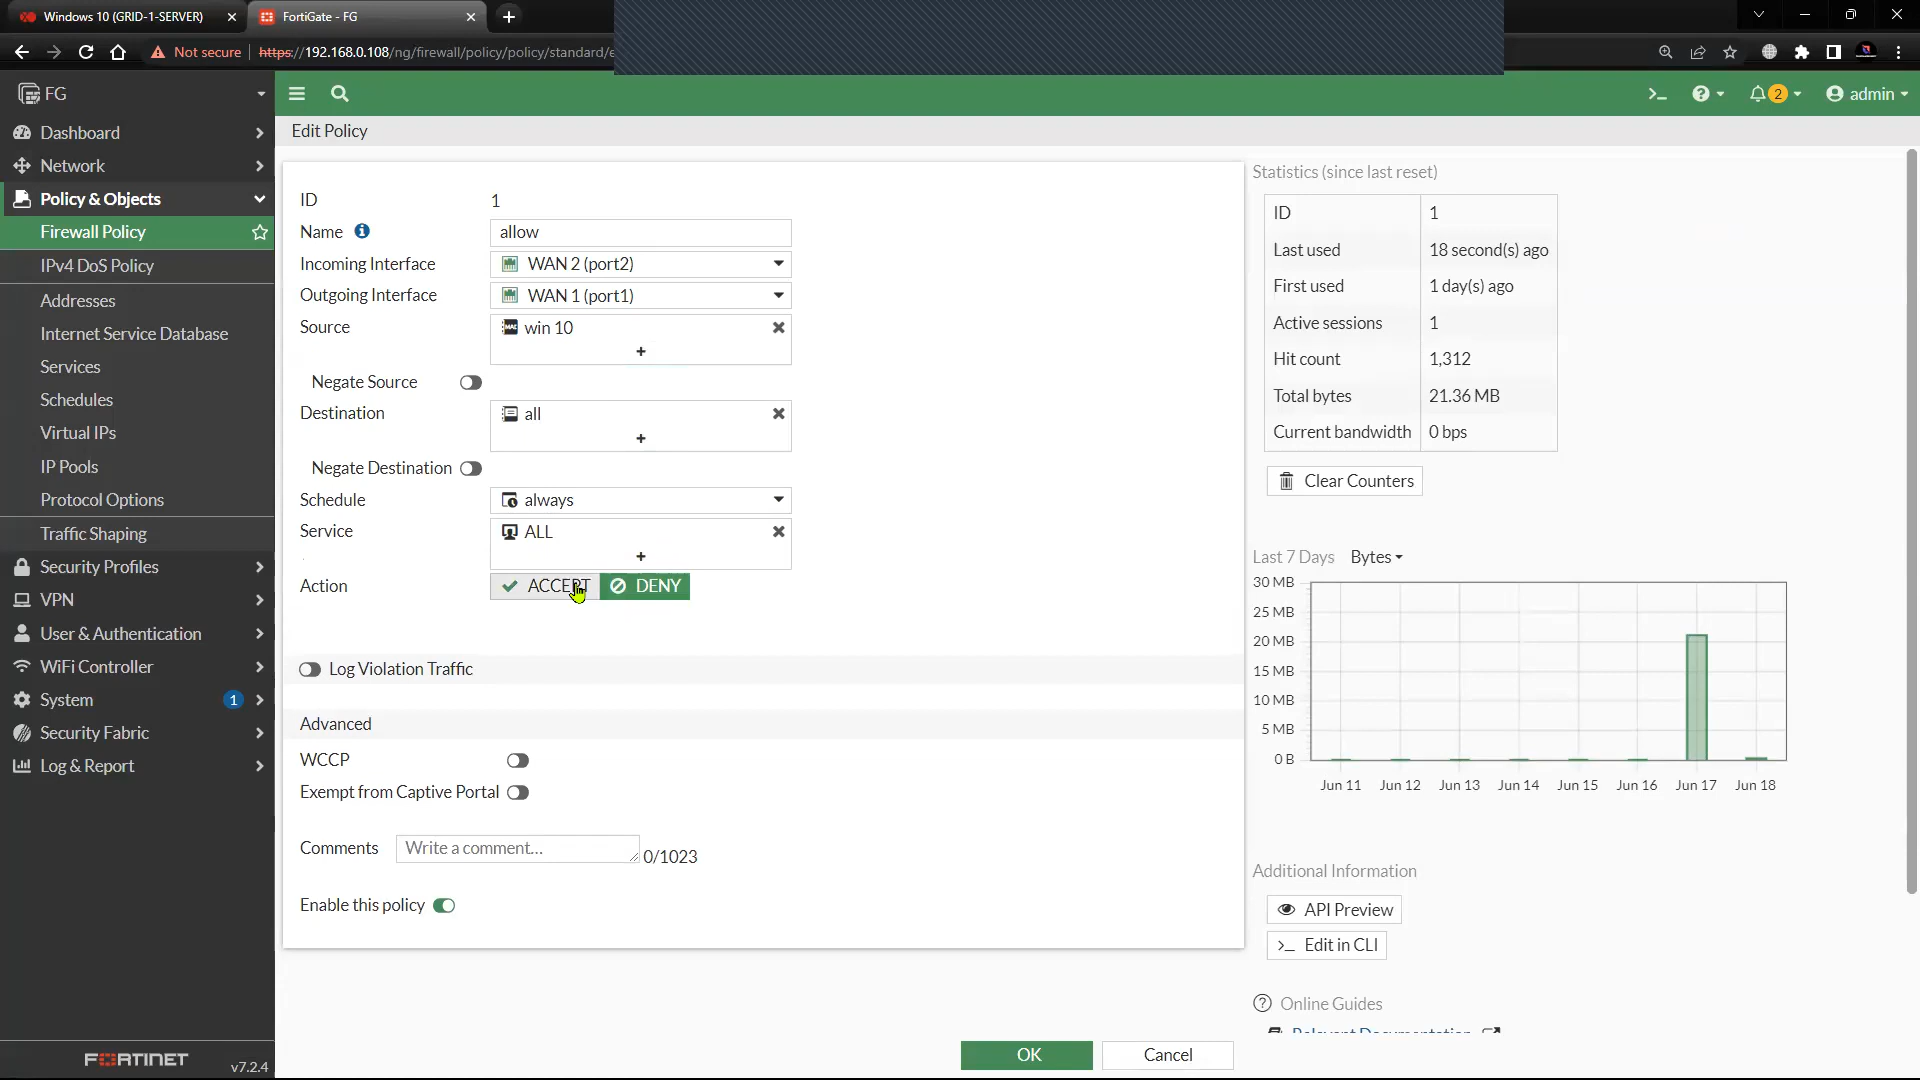 Windows 10 (GRID-1-SERVER)
FortiGate - FG
Not secure
https://192.168.0.108/ng/firewall/policy/policy/standard/e
FG
2
admin
Dashboard
Network
Policy & Objects
Firewall Policy
IPv4 DoS Policy
Addresses
Internet Service Database
Services
Schedules
Virtual IPs
IP Pools
Protocol Options
Traffic Shaping
Security Profiles
VPN
User & Authentication
WiFi Controller
System 1
Security Fabric
Log & Report
FORTINET
v7.2.4
Edit Policy
ID 1
Name allow
Incoming Interface WAN 2 (port2)
Outgoing Interface WAN 1 (port1)
Source win 10
+
Negate Source
Destination all
+
Negate Destination
Schedule always
Service ALL
+
Action ACCEPT DENY
Log Violation Traffic
Advanced
WCCP
Exempt from Captive Portal
Comments Write a comment... 0/1023
Enable this policy
OK Cancel
Statistics (since last reset)
ID 1
Last used 18 second(s) ago
First used 1 day(s) ago
Active sessions 1
Hit count 1,312
Total bytes 21.36 MB
Current bandwidth 0 bps
Clear Counters
Last 7 Days Bytes
30 MB
25 MB
20 MB
15 MB
10 MB
5 MB
0 B
Jun 11 Jun 12 Jun 13 Jun 14 Jun 15 Jun 16 Jun 17 Jun 18
Additional Information
API Preview
>_ Edit in CLI
Online Guides
Relevant Documentation